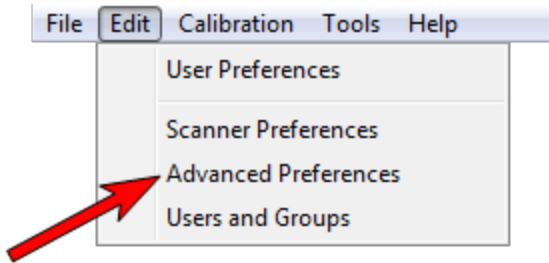 File Edit Calibration Tools Help
User Preferences
Scanner Preferences
Advanced Preferences
Users and Groups